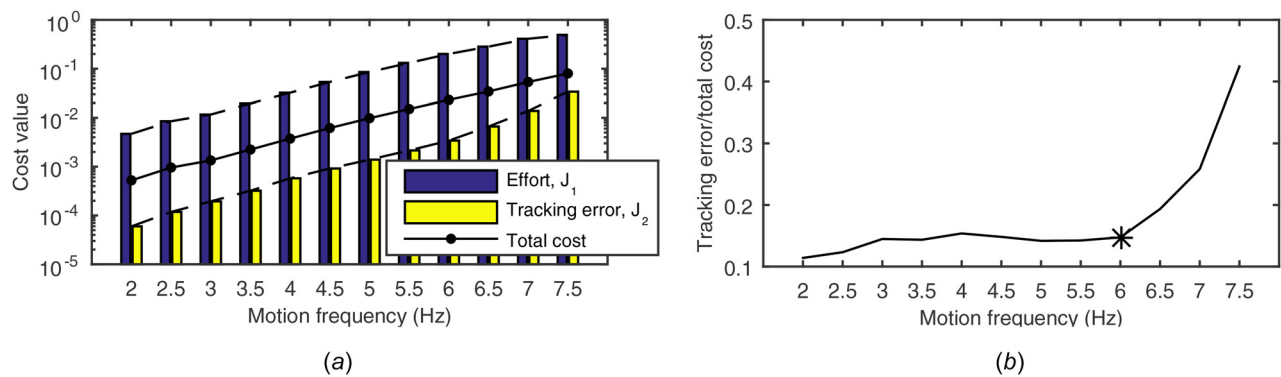 10^0
10^-1
10^-2
10^-3
10^-4
10^-5
Cost value
Effort, J_1
Tracking error, J_2
Total cost
2 2.5 3 3.5 4 4.5 5 5.5 6 6.5 7 7.5
Motion frequency (Hz)
(a)
0.5
0.4
0.3
0.2
0.1
Tracking error/total cost
2 2.5 3 3.5 4 4.5 5 5.5 6 6.5 7 7.5
Motion frequency (Hz)
(b)